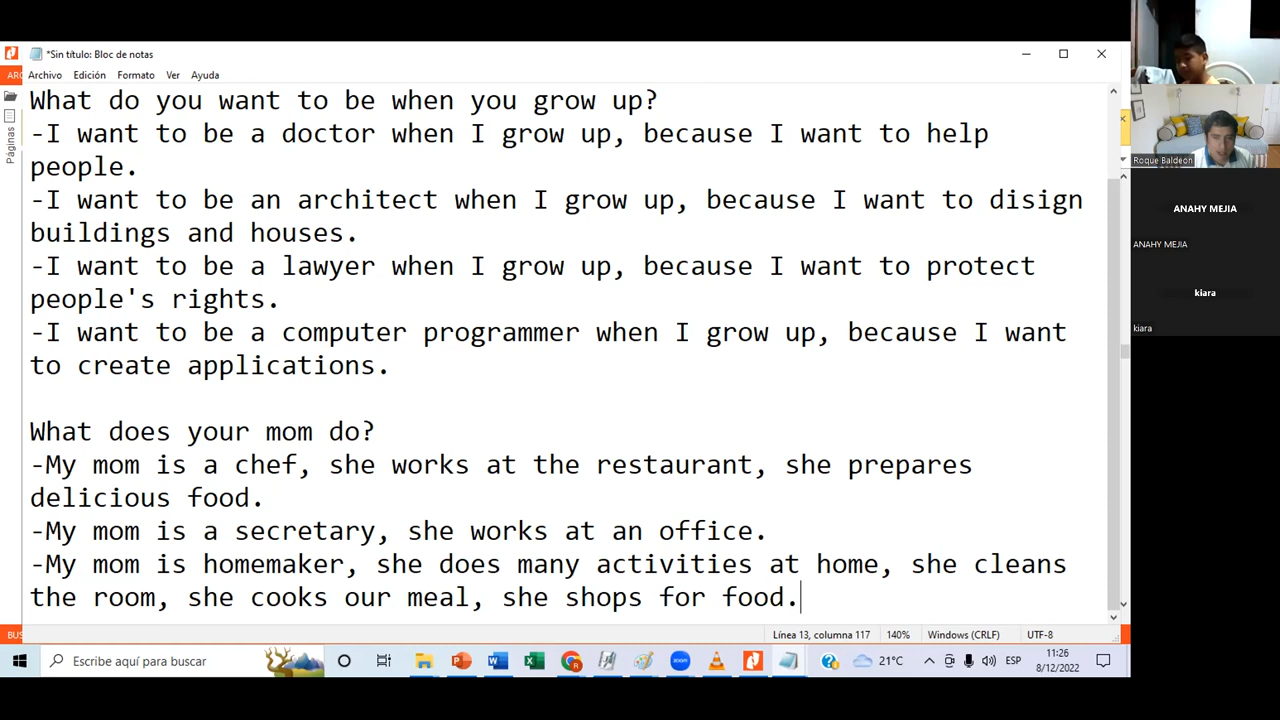 *Sin título: Bloc de notas
ARC
Archivo Edición Formato Ver Ayuda
Páginas
What do you want to be when you grow up?
-I want to be a doctor when I grow up, because I want to help
people.
-I want to be an architect when I grow up, because I want to disign
buildings and houses.
-I want to be a lawyer when I grow up, because I want to protect
people's rights.
-I want to be a computer programmer when I grow up, because I want
to create applications.
What does your mom do?
-My mom is a chef, she works at the restaurant, she prepares
delicious food.
-My mom is a secretary, she works at an office.
-My mom is homemaker, she does many activities at home, she cleans
the room, she cooks our meal, she shops for food.
BUS
Línea 13, columna 117 140% Windows (CRLF) UTF-8
Escribe aquí para buscar
21°C ESP
11:26
8/12/2022
Roque Baldeon
ANAHY MEJIA
ANAHY MEJIA
kiara
kiara
zoom